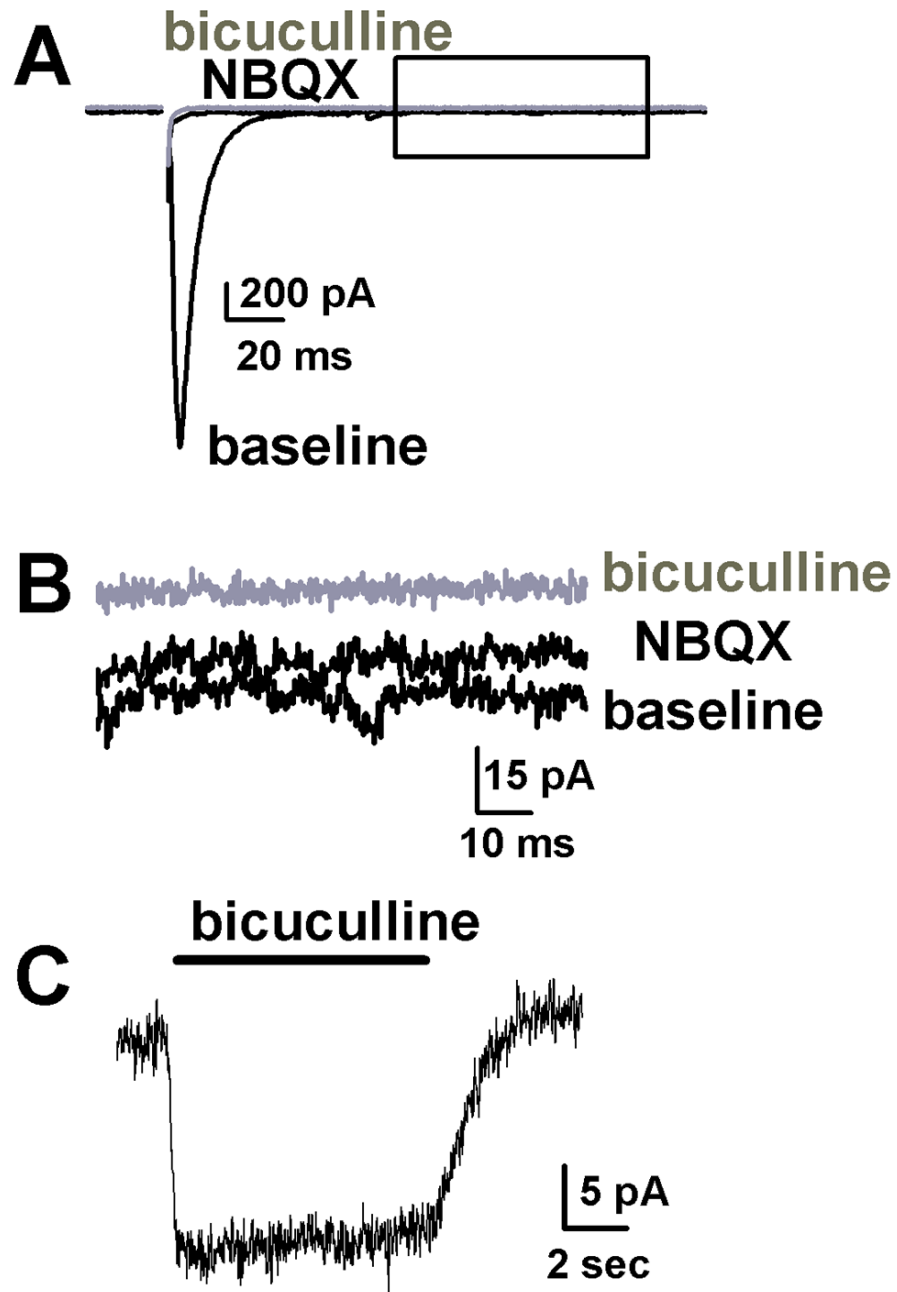 A
bicuculline
NBQX
200 pA
20 ms
baseline
B
bicuculline
NBQX
baseline
15 pA
10 ms
bicuculline
C
5 pA
2 sec